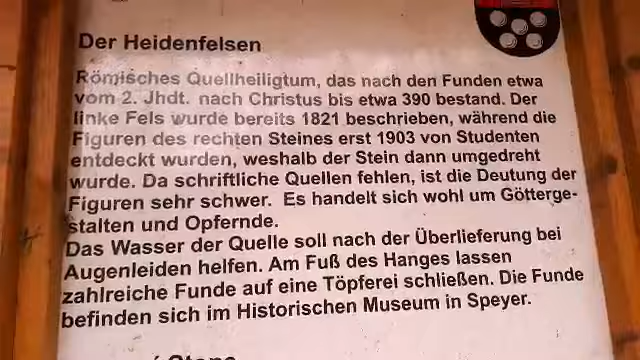 Der Heidenfelsen
Römisches Quellheiligtum, das nach den Funden etwa
vom 2. Jhdt. nach Christus bis etwa 390 bestand. Der
linke Fels wurde bereits 1821 beschrieben, während die
Figuren des rechten Steines erst 1903 von Studenten
entdeckt wurden, weshalb der Stein dann umgedreht
wurde. Da schriftliche Quellen fehlen, ist die Deutung der
Figuren sehr schwer. Es handelt sich wohl um Götterge-
stalten und Opfernde.
Das Wasser der Quelle soll nach der Überlieferung bei
Augenleiden helfen. Am Fuß des Hanges lassen
zahlreiche Funde auf eine Töpferei schließen. Die Funde
befinden sich im Historischen Museum in Speyer.